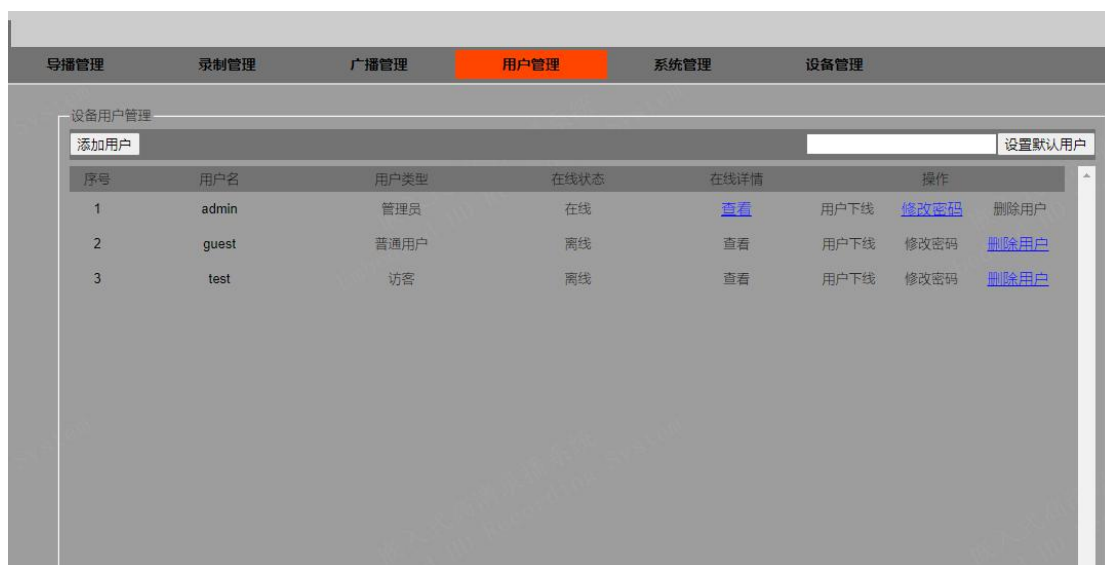 导播管理 录制管理 广播管理 用户管理 系统管理 设备管理
设备用户管理
添加用户 设置默认用户
序号 用户名 用户类型 在线状态 在线详情 操作
1 admin 管理员 在线 查看 用户下线 修改密码 删除用户
2 guest 普通用户 离线 查看 用户下线 修改密码 删除用户
3 test 访客 离线 查看 用户下线 修改密码 删除用户